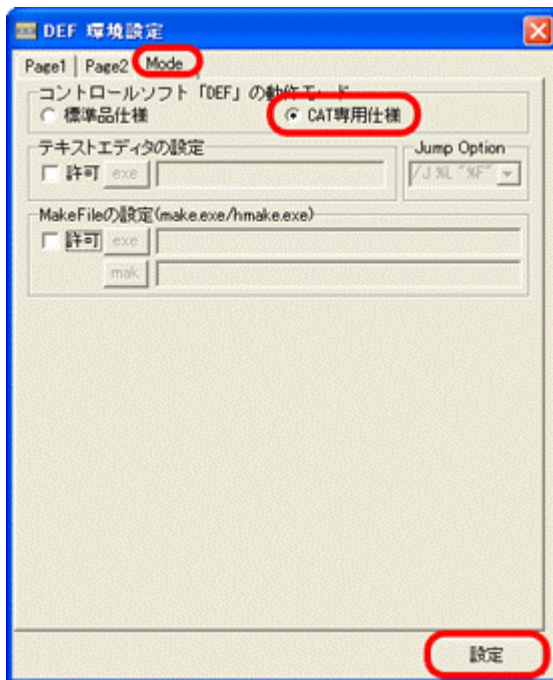 DEF 環境設定
Page1 Page2 Mode
コントロールソフト「DEF」の動作モード
標準品仕様 CAT専用仕様
テキストエディタの設定 Jump Option
許可 exe /J %L "%F"
MakeFileの設定(make.exe/hmake.exe)
許可 exe
mak
設定